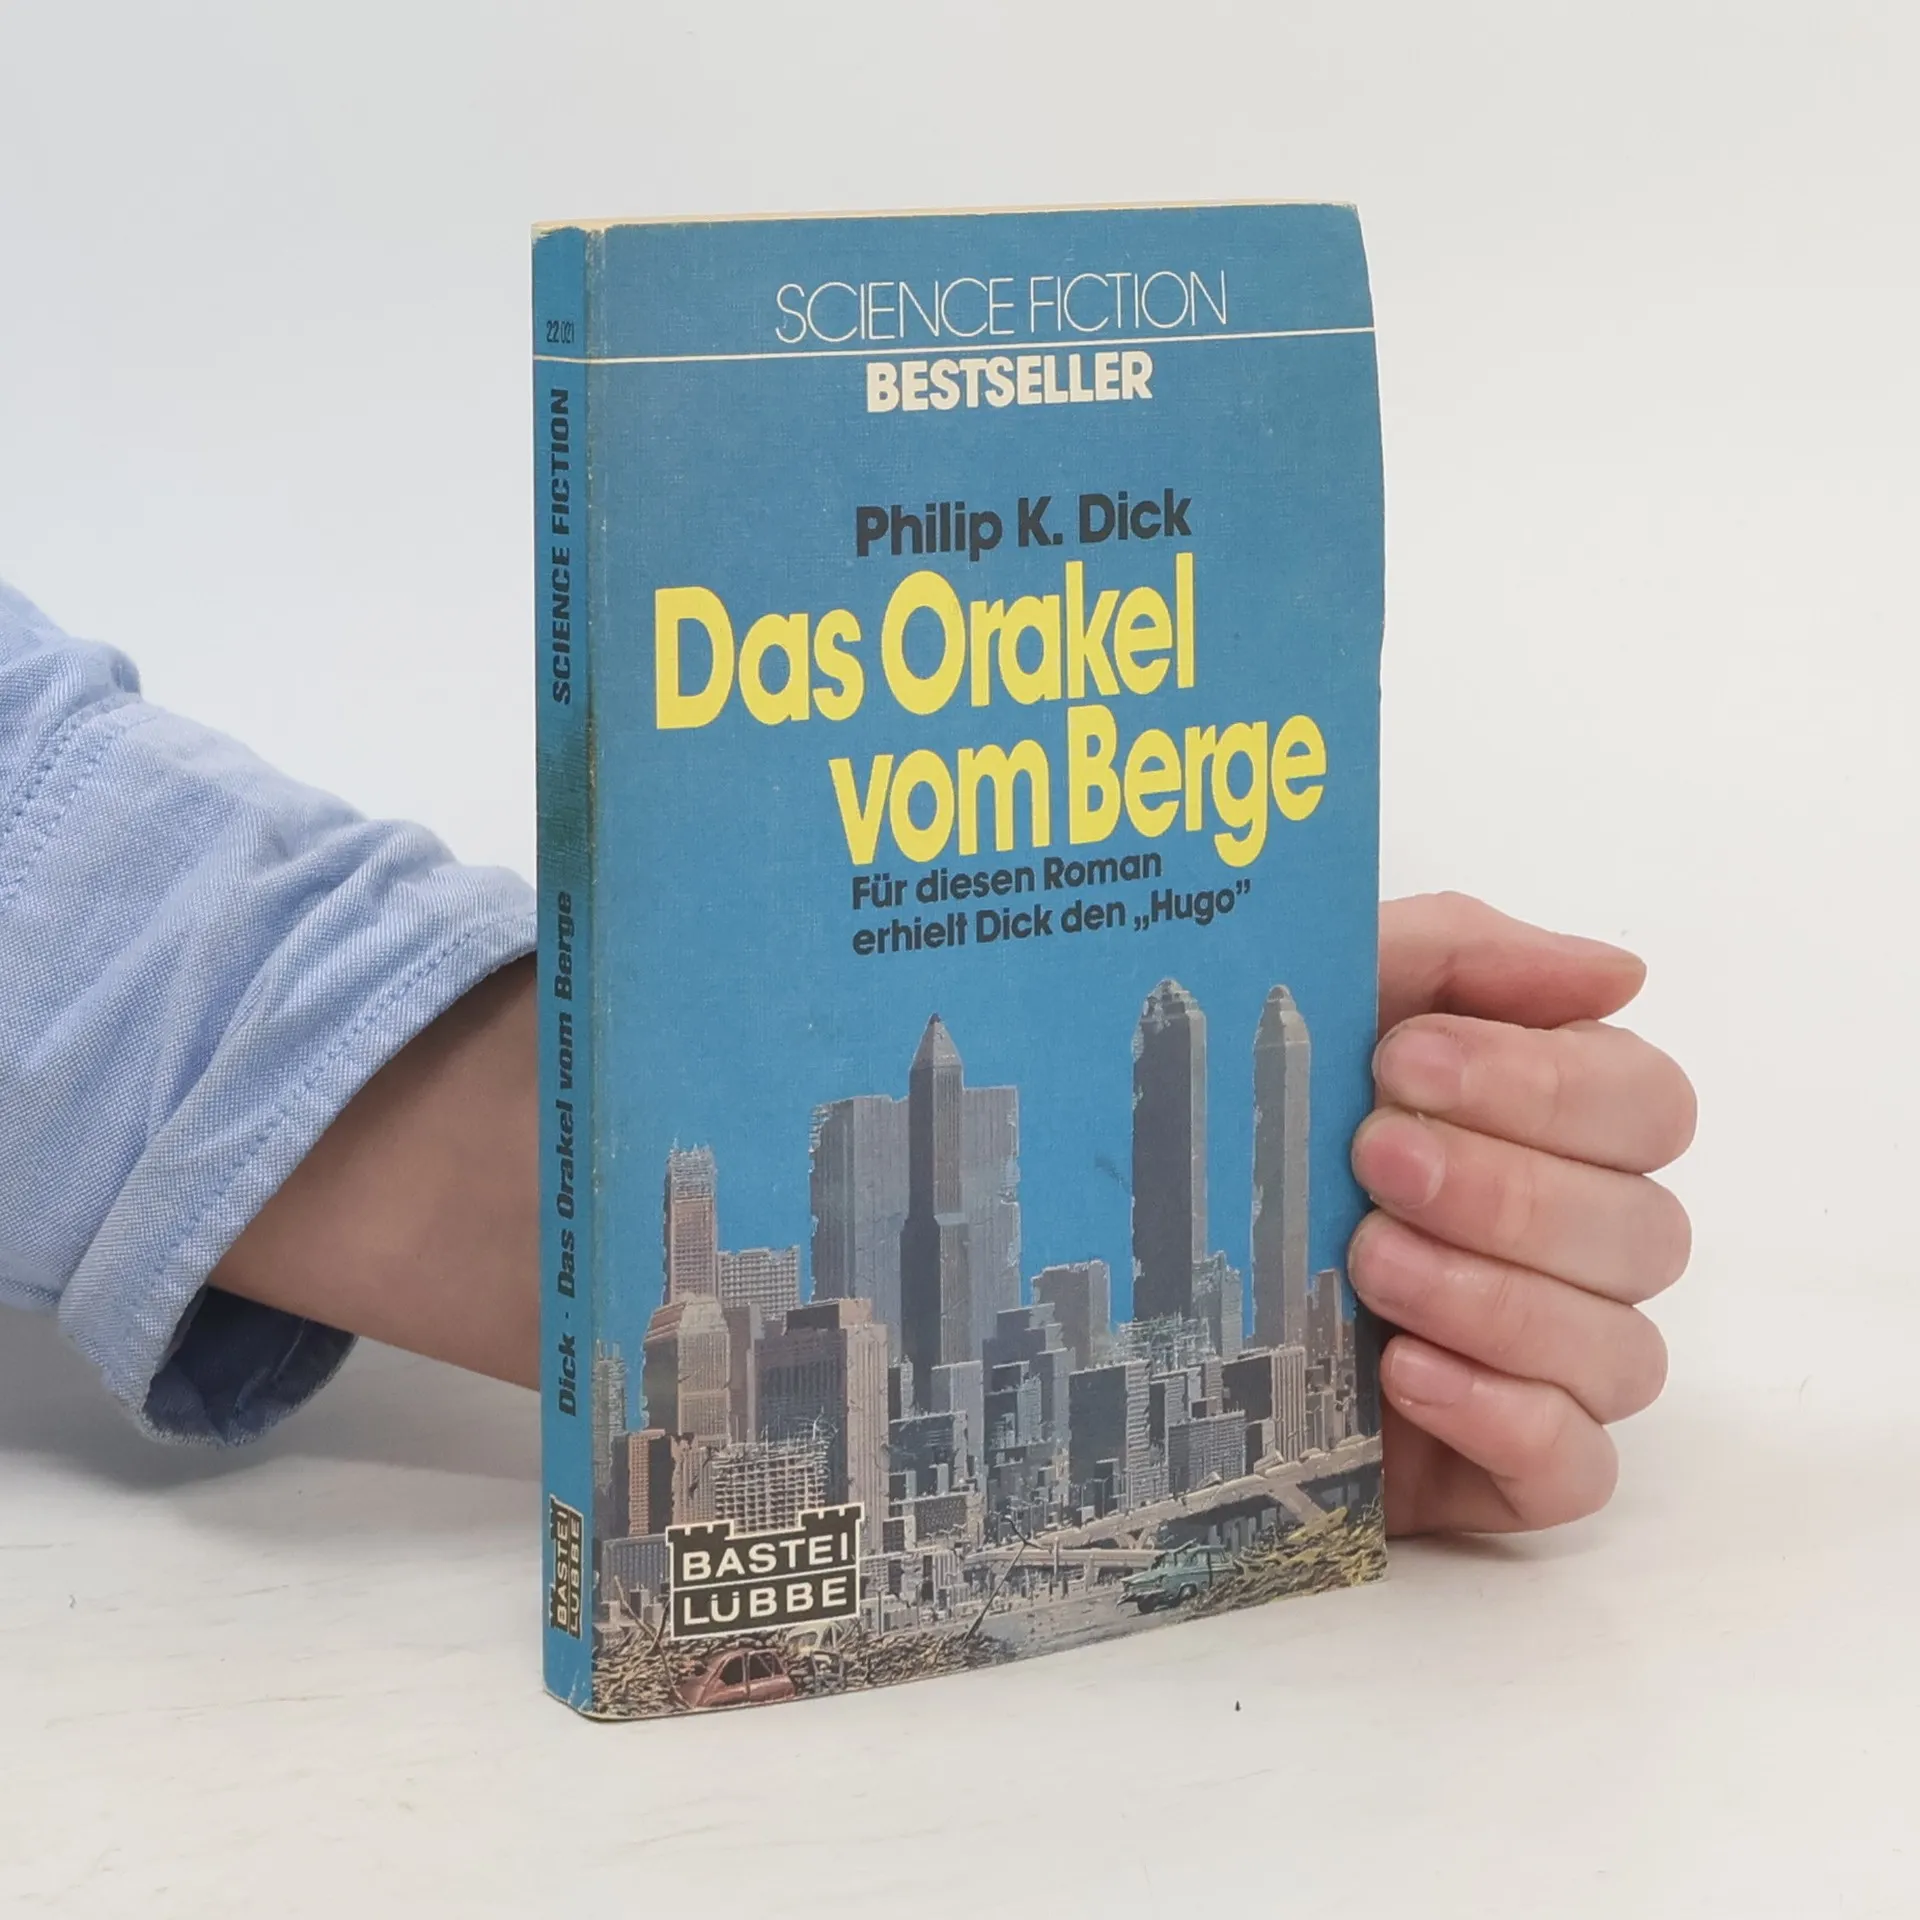 SCIENCE FICTION
BESTSELLER
Philip K. Dick
Das Orakel
vom Berge
Für diesen Roman
erhielt Dick den „Hugo”
BASTEI
LÜBBE
22 021
Dick · Das Orakel vom Berge SCIENCE FICTION
BASTEI
LÜBBE